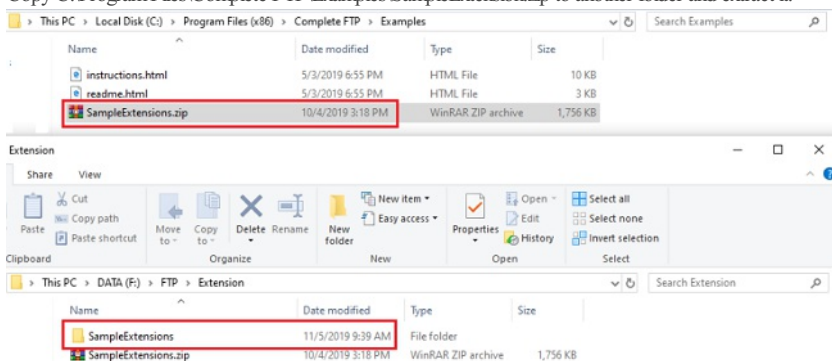 This PC > Local Disk (C:) > Program Files (x86) > Complete FTP > Examples Search Examples
Name Date modified Type Size
instructions.html 5/3/2019 6:55 PM HTML File 10 KB
readme.html 5/3/2019 6:55 PM HTML File 3 KB
SampleExtensions.zip 10/4/2019 3:18 PM WinRAR ZIP archive 1,756 KB
Extension
Share View
Cut New item Open Select all
Copy path Easy access Edit Select none
Paste Paste shortcut Move to Copy to Delete Rename New folder Properties History Invert selection
Clipboard Organize New Open Select
This PC > DATA (F:) > FTP > Extension Search Extension
Name Date modified Type Size
SampleExtensions 11/5/2019 9:39 AM File folder
SampleExtensions.zip 10/4/2019 3:18 PM WinRAR ZIP archive 1,756 KB